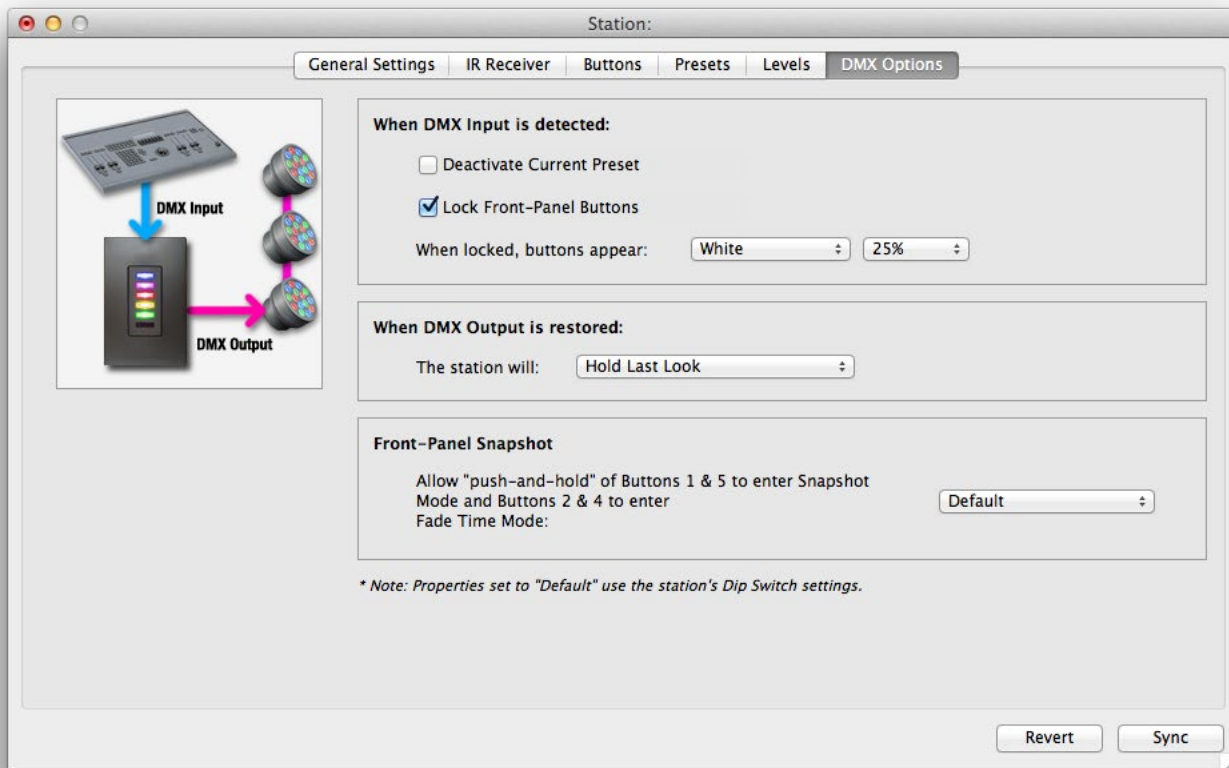 Station:
General Settings
IR Receiver
Buttons
Presets
Levels
DMX Options
DMX Input
DMX Output
When DMX Input is detected:
Deactivate Current Preset
Lock Front-Panel Buttons
When locked, buttons appear: White 25%
When DMX Output is restored:
The station will: Hold Last Look
Front-Panel Snapshot
Allow "push-and-hold" of Buttons 1 & 5 to enter Snapshot
Mode and Buttons 2 & 4 to enter
Fade Time Mode:
Default
* Note: Properties set to "Default" use the station's Dip Switch settings.
Revert
Sync